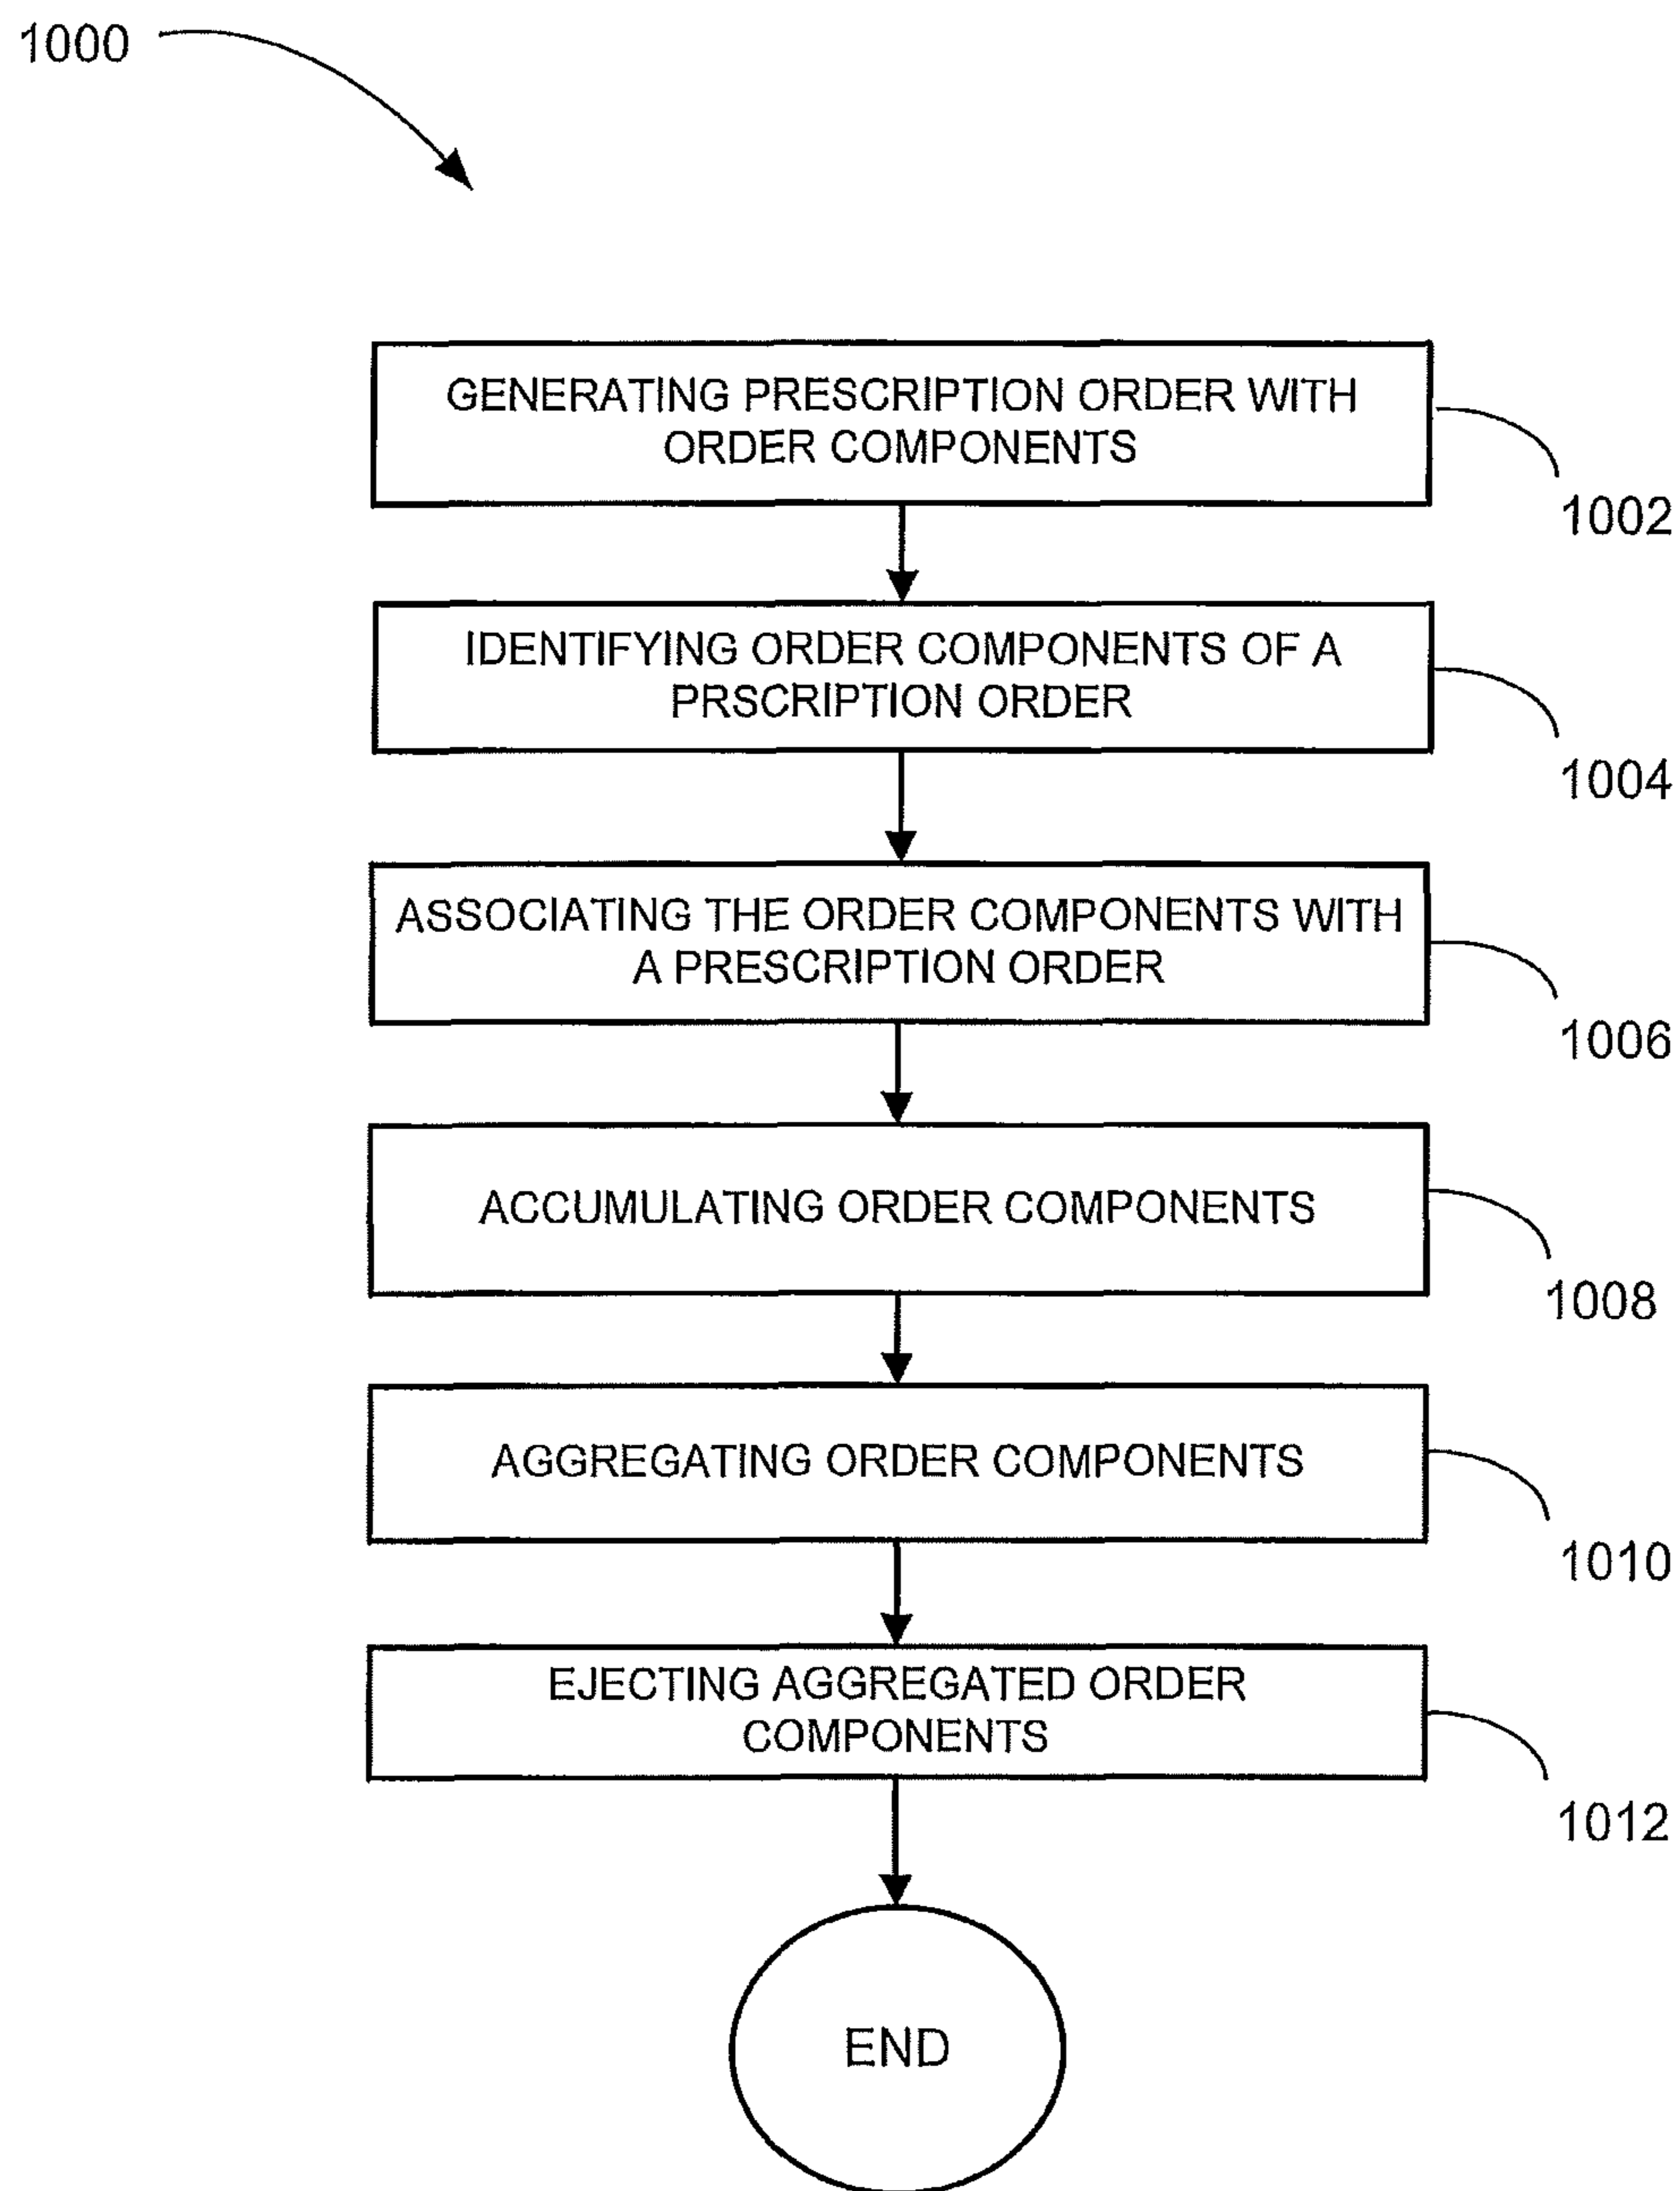 1000
GENERATING PRESCRIPTION ORDER WITH
ORDER COMPONENTS
1002
IDENTIFYING ORDER COMPONENTS OF A
PRSCRIPTION ORDER
1004
ASSOCIATING THE ORDER COMPONENTS WITH
A PRESCRIPTION ORDER
1006
ACCUMULATING ORDER COMPONENTS
1008
AGGREGATING ORDER COMPONENTS
1010
EJECTING AGGREGATED ORDER
COMPONENTS
1012
END